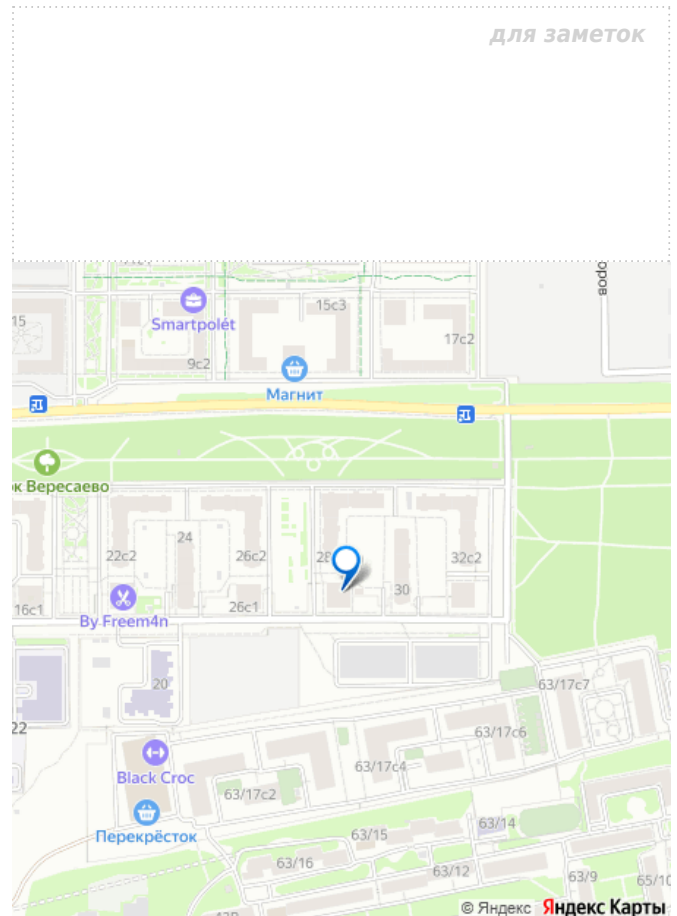 для заметок
оров
15с3
Smartpolét
15
17с2
9с2
Магнит
к Вересаево
24
22с2
26с2
28
32с2
30
16с1
26с1
By Freem4n
20
63/17с7
22
63/17с6
63/17с4
Black Croc
63/17с2
63/14
63/15
Перекрёсток
63/16
63/12
63/9
65/10
© Яндекс Яндекс Карты